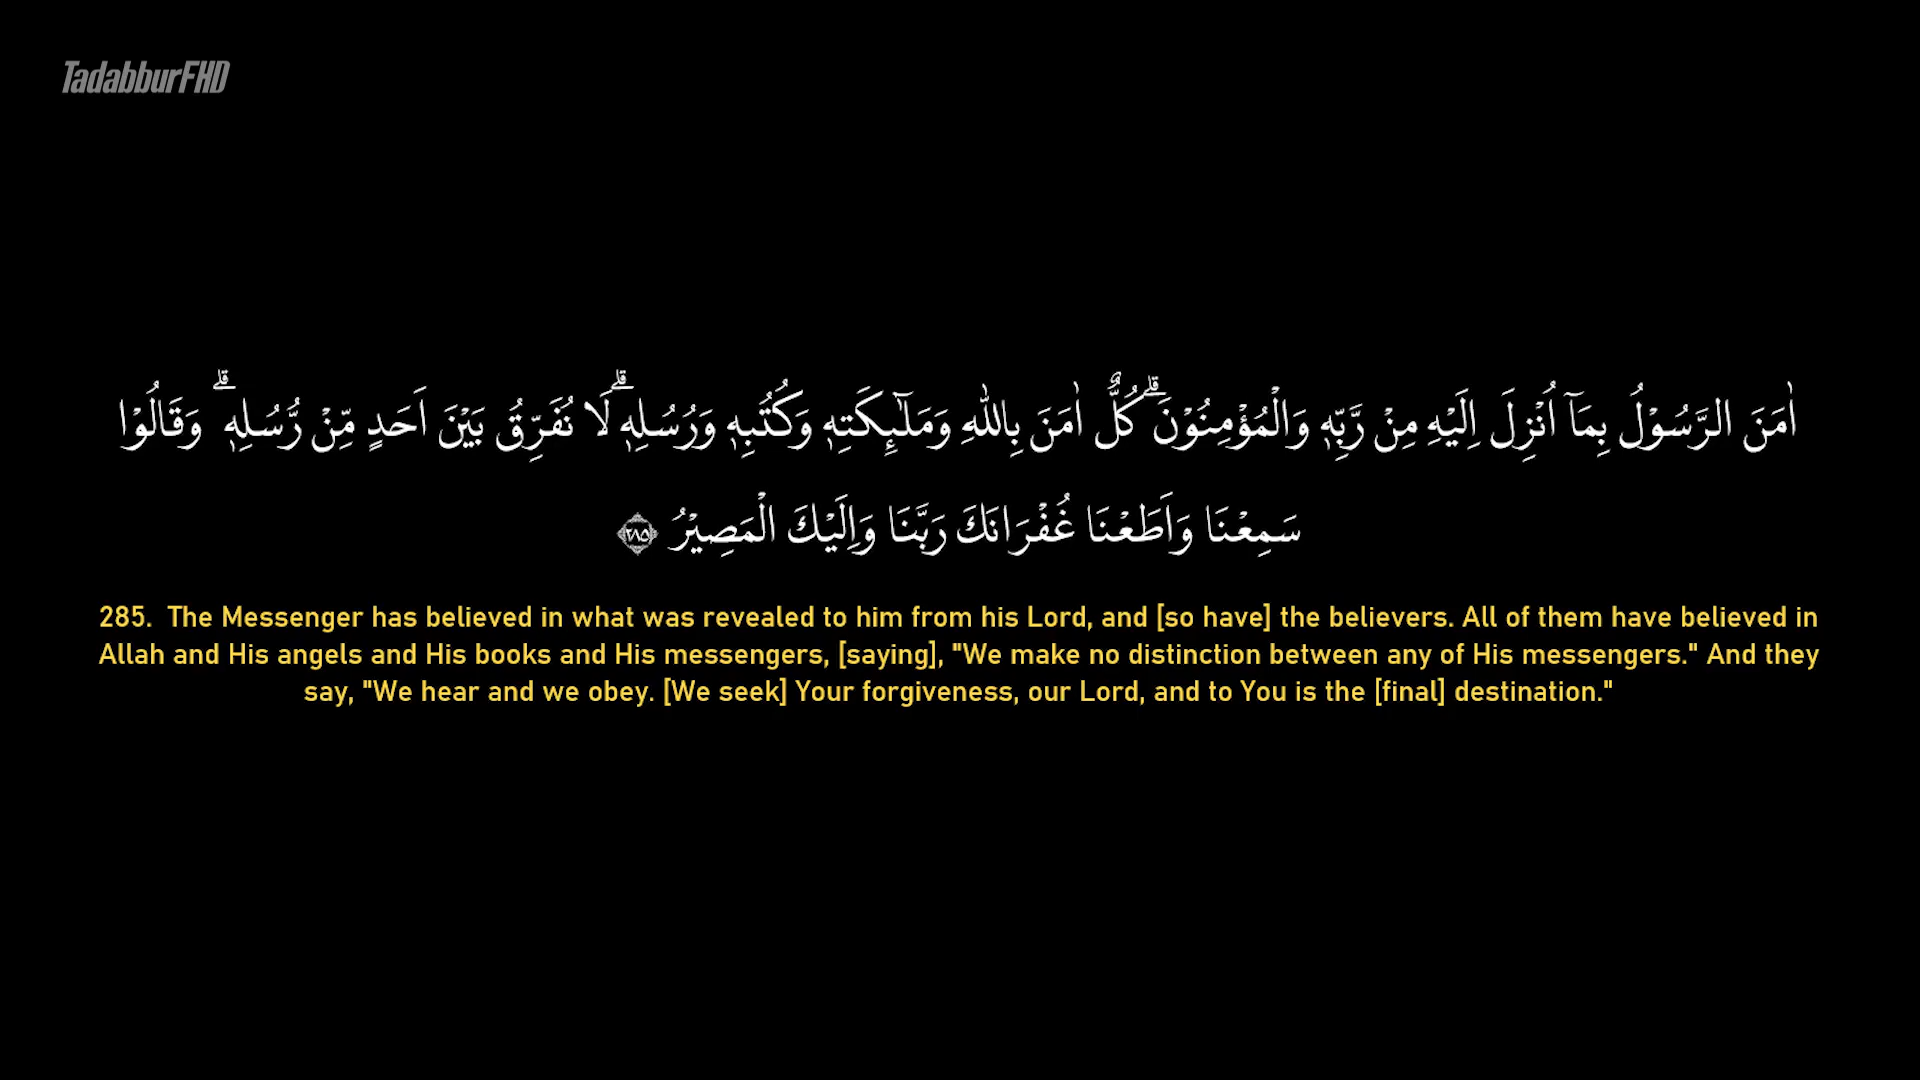 TadabburFHD
اٰمَنَ الرَّسُوْلُ بِمَآ اُنْزِلَ اِلَيْهِ مِنْ رَّبِّهٖ وَالْمُؤْمِنُوْنَۗ كُلٌّ اٰمَنَ بِاللّٰهِ وَمَلٰۤىِٕكَتِهٖ وَكُتُبِهٖ وَرُسُلِهٖۗ لَا نُفَرِّقُ بَيْنَ اَحَدٍ مِّنْ رُّسُلِهٖۗ وَقَالُوْا
سَمِعْنَا وَاَطَعْنَا غُفْرَانَكَ رَبَّنَا وَاِلَيْكَ الْمَصِيْرُ ٢٨٥
285. The Messenger has believed in what was revealed to him from his Lord, and [so have] the believers. All of them have believed in
Allah and His angels and His books and His messengers, [saying], "We make no distinction between any of His messengers." And they
say, "We hear and we obey. [We seek] Your forgiveness, our Lord, and to You is the [final] destination."